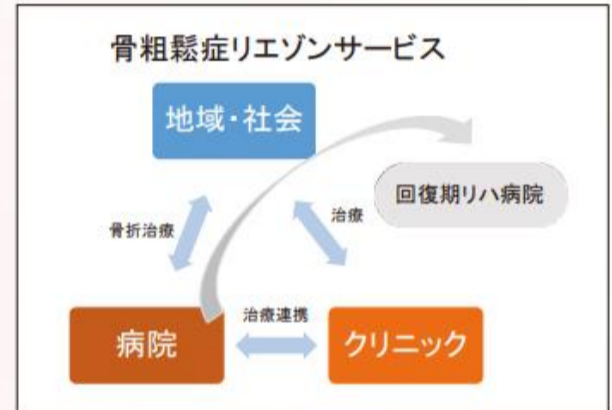 骨粗鬆症リエゾンサービス
地域・社会
回復期リハ病院
骨折治療
治療
治療連携
病院
クリニック